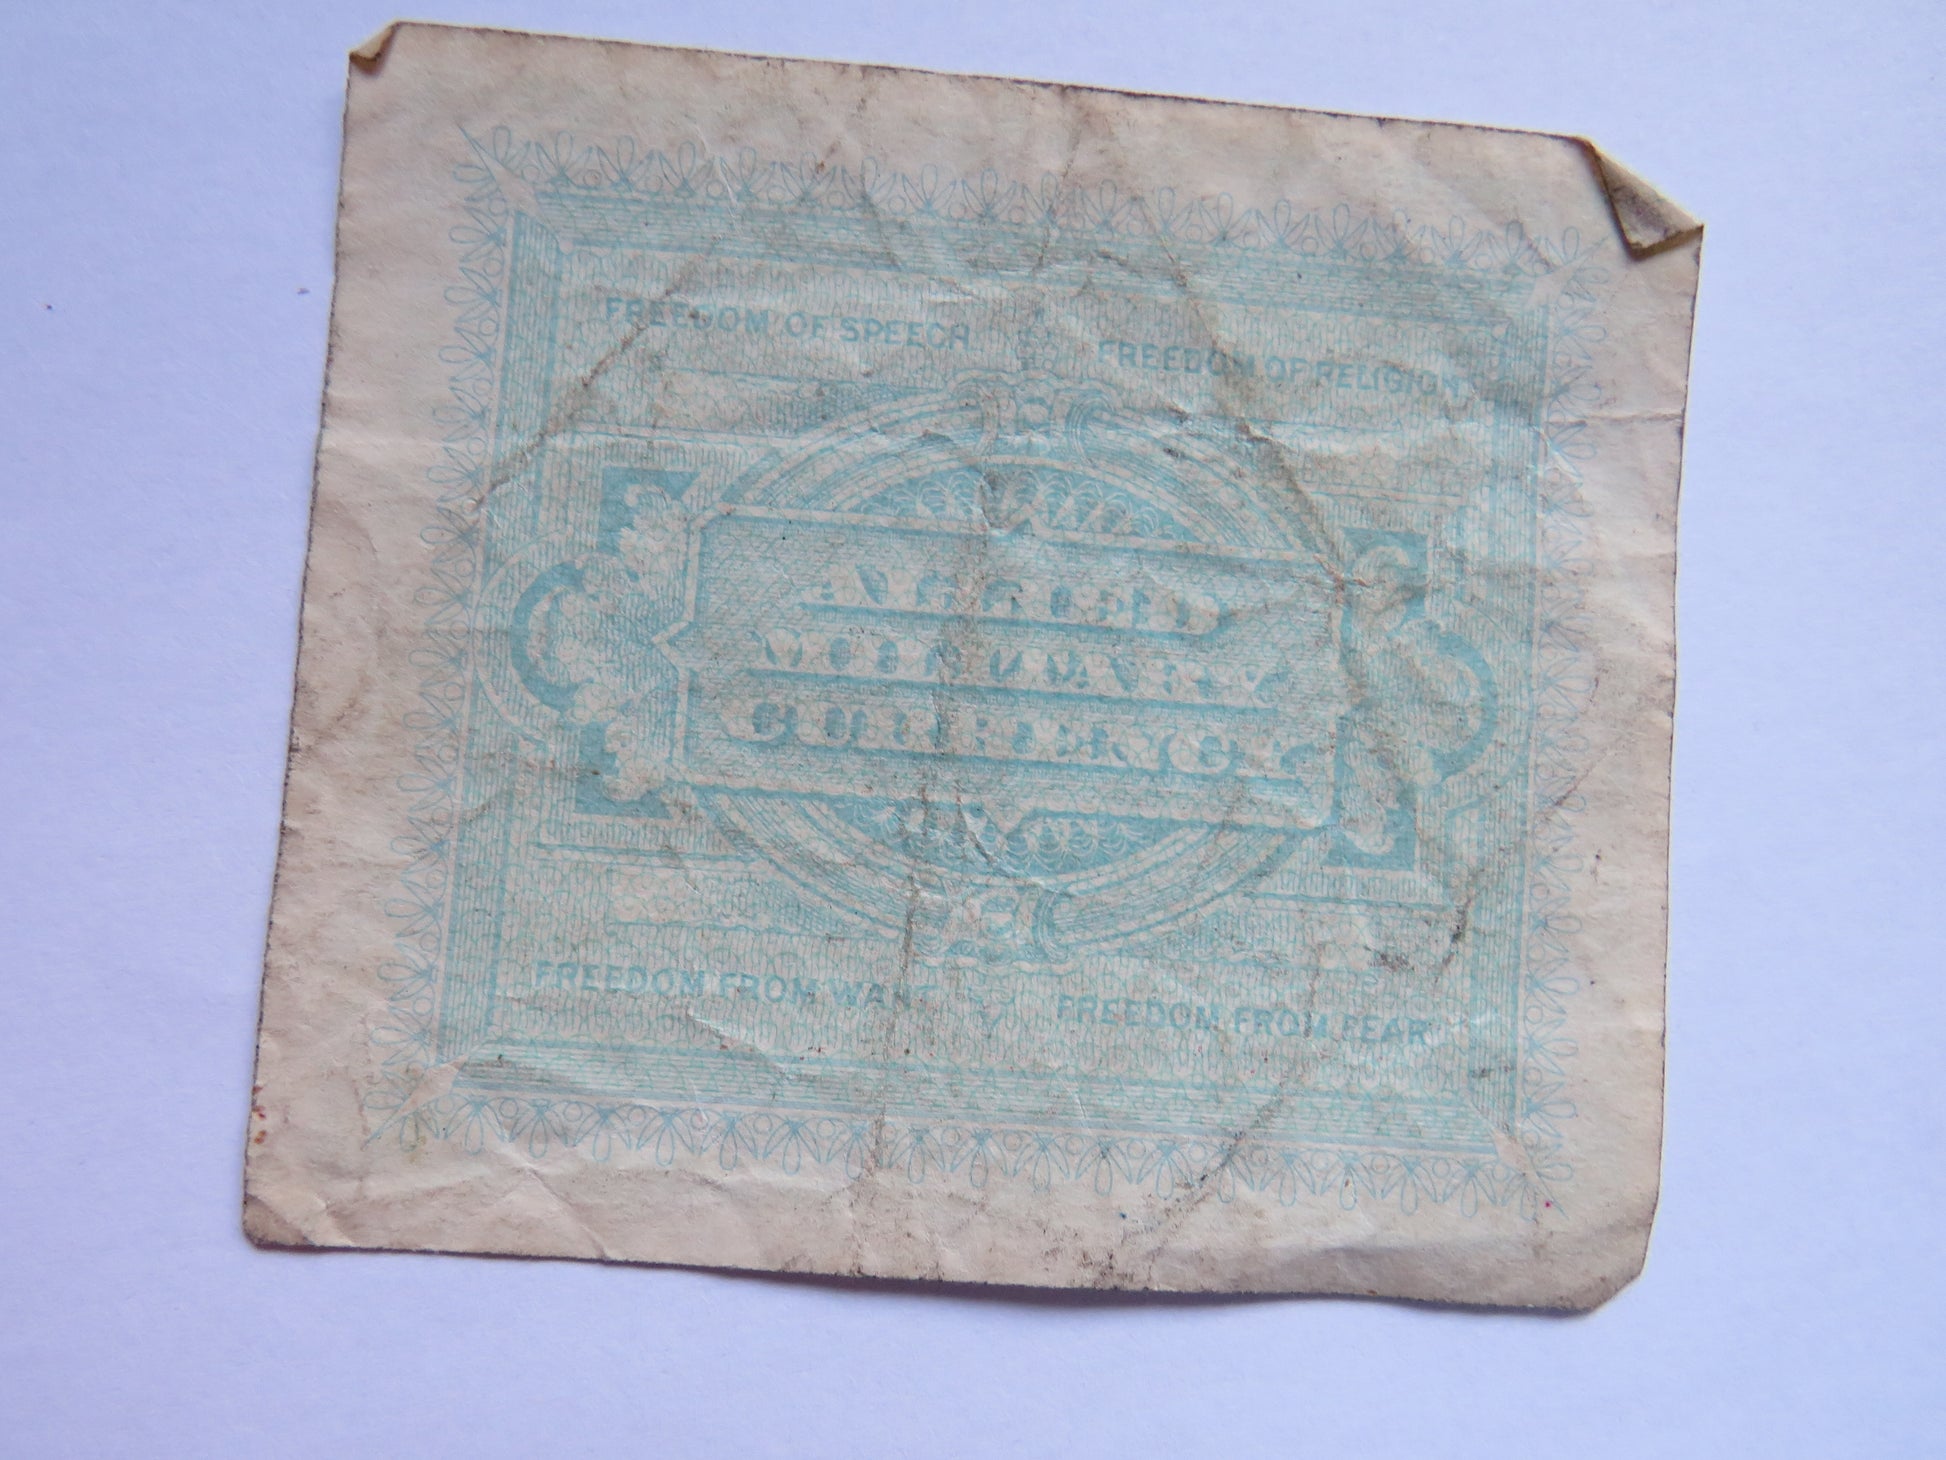 FREEDOM OF SPEECH
FREEDOM OF RELIGION
ALLIED
MILITARY
CURRENCY
FREEDOM FROM WANT
FREEDOM FROM FEAR